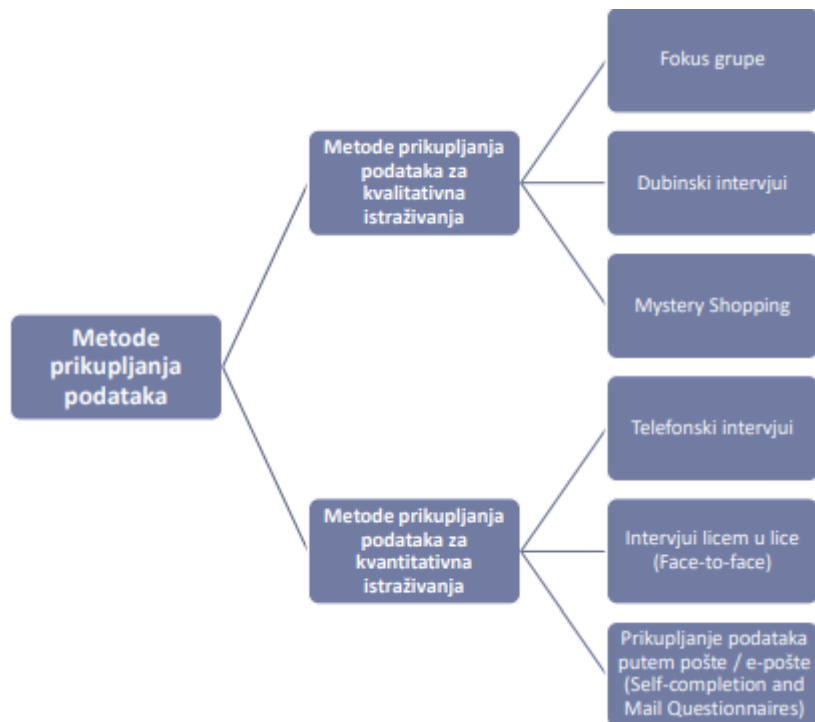 Metode
prikupljanja
podataka
Metode prikupljanja
podataka za
kvalitativna
istraživanja
Fokus grupe
Dubinski intervjui
Mystery Shopping
Metode prikupljanja
podataka za
kvantitativna
istraživanja
Telefonski intervjui
Intervjui licem u lice
(Face-to-face)
Prikupljanje podataka
putem pošte / e-pošte
(Self-completion and
Mail Questionnaires)